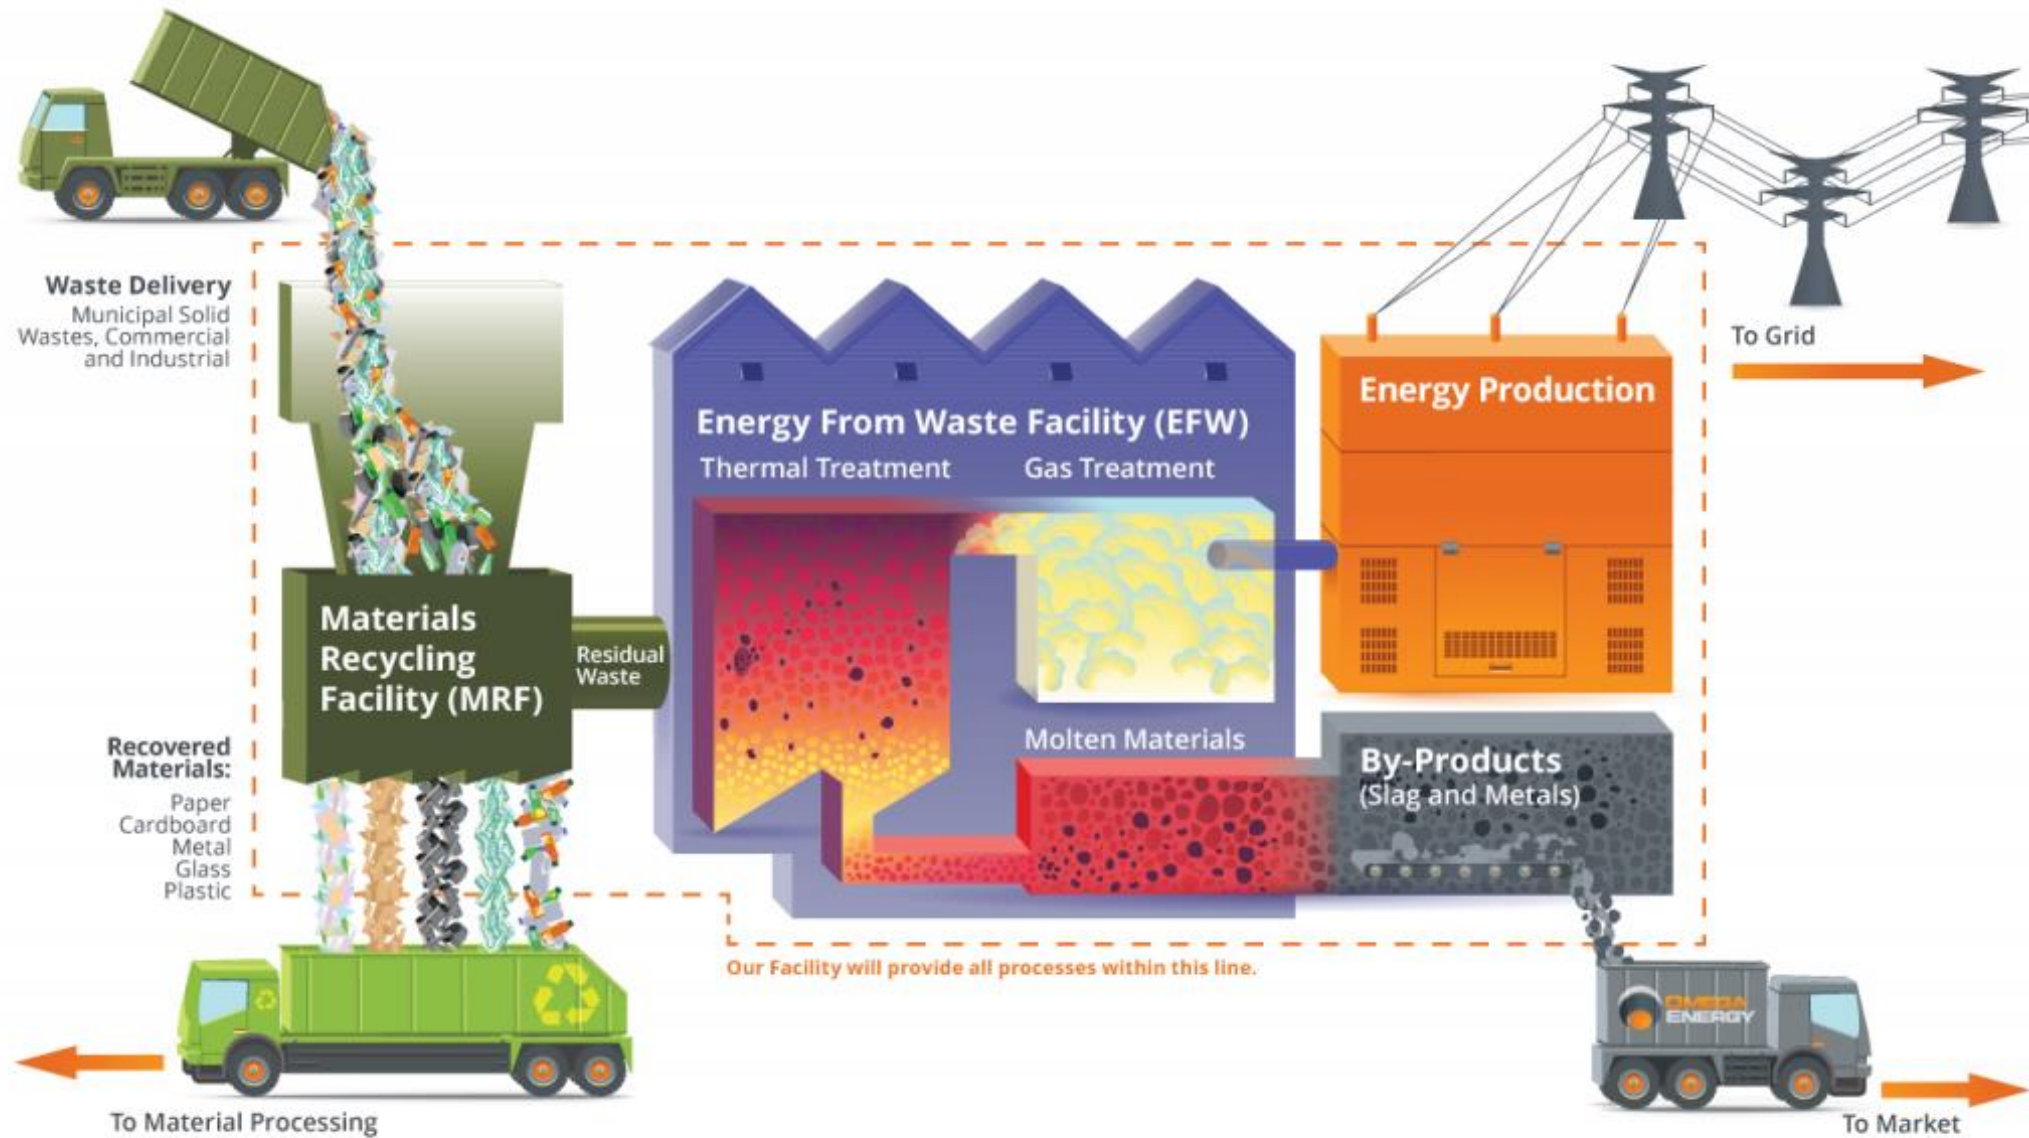 Waste Delivery
Municipal Solid
Wastes, Commercial
and Industrial
Materials
Recycling
Facility (MRF)
Residual
Waste
Recovered
Materials:
Paper
Cardboard
Metal
Glass
Plastic
To Material Processing
Energy From Waste Facility (EFW)
Thermal Treatment
Gas Treatment
Molten Materials
Energy Production
To Grid
By-Products
(Slag and Metals)
Our Facility will provide all processes within this line.
OMEGA
ENERGY
To Market